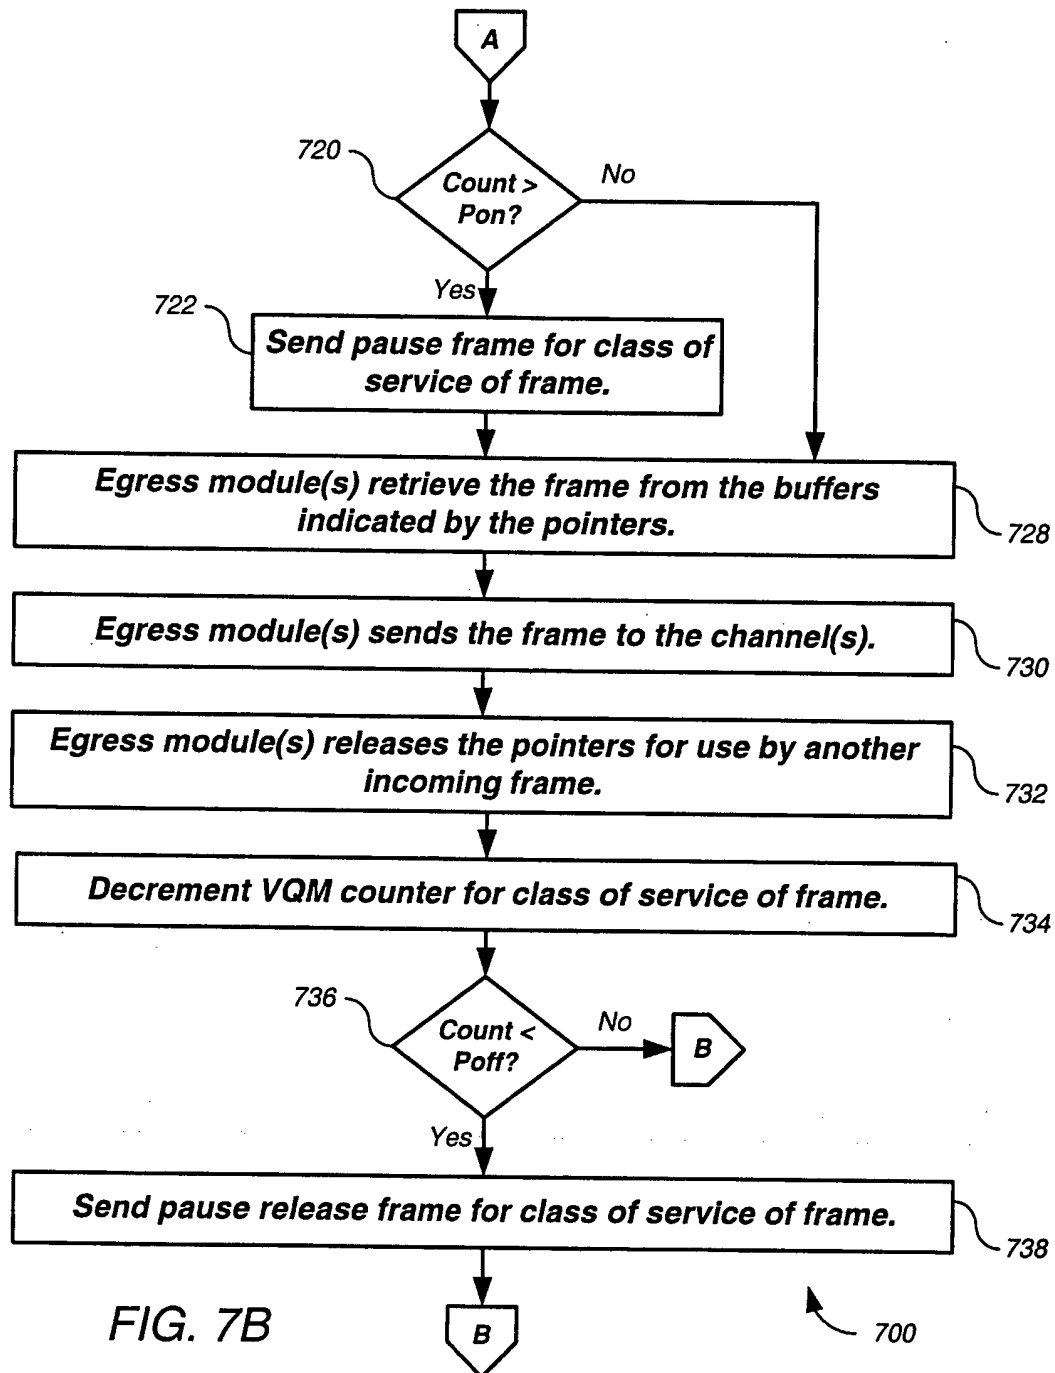 A
720
Count >
Pon?
No
Yes
722
Send pause frame for class of
service of frame.
Egress module(s) retrieve the frame from the buffers
indicated by the pointers.
728
Egress module(s) sends the frame to the channel(s).
730
Egress module(s) releases the pointers for use by another
incoming frame.
732
Decrement VQM counter for class of service of frame.
734
736
Count <
Poff?
No
B
Yes
Send pause release frame for class of service of frame.
738
FIG. 7B
B
700